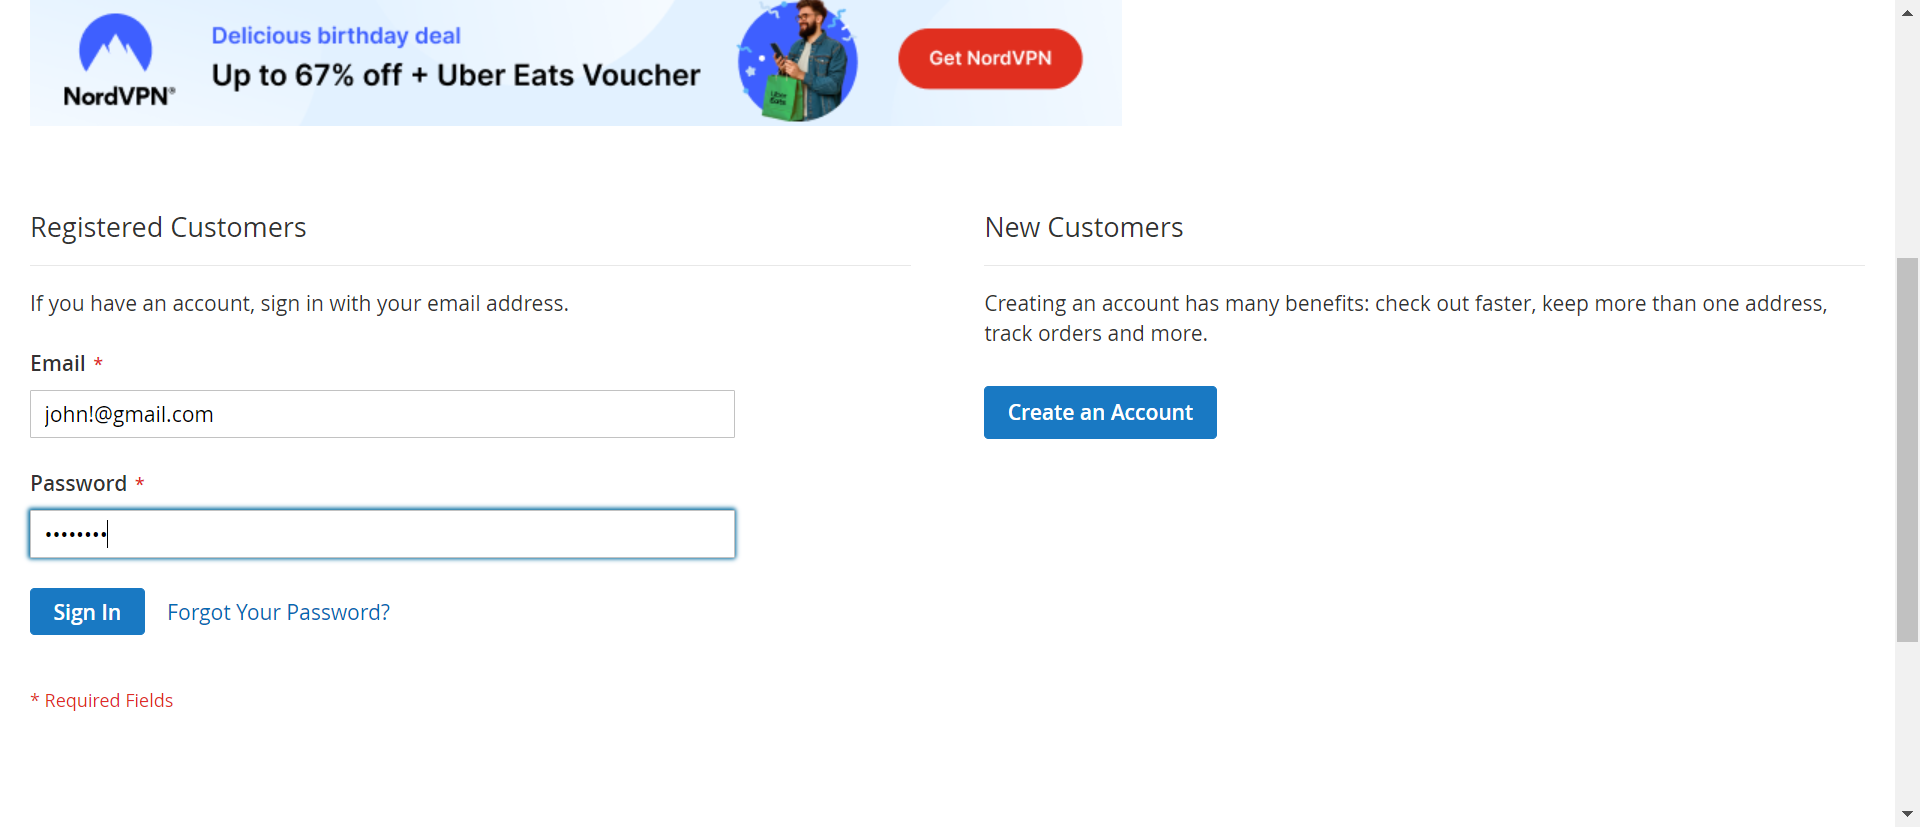 Delicious birthday deal
Up to 67% off + Uber Eats Voucher
NordVPN®
Uber
Eats
Get NordVPN
Registered Customers
If you have an account, sign in with your email address.
Email *
john!@gmail.com
Password *
••••••••
Sign In
Forgot Your Password?
* Required Fields
New Customers
Creating an account has many benefits: check out faster, keep more than one address,
track orders and more.
Create an Account